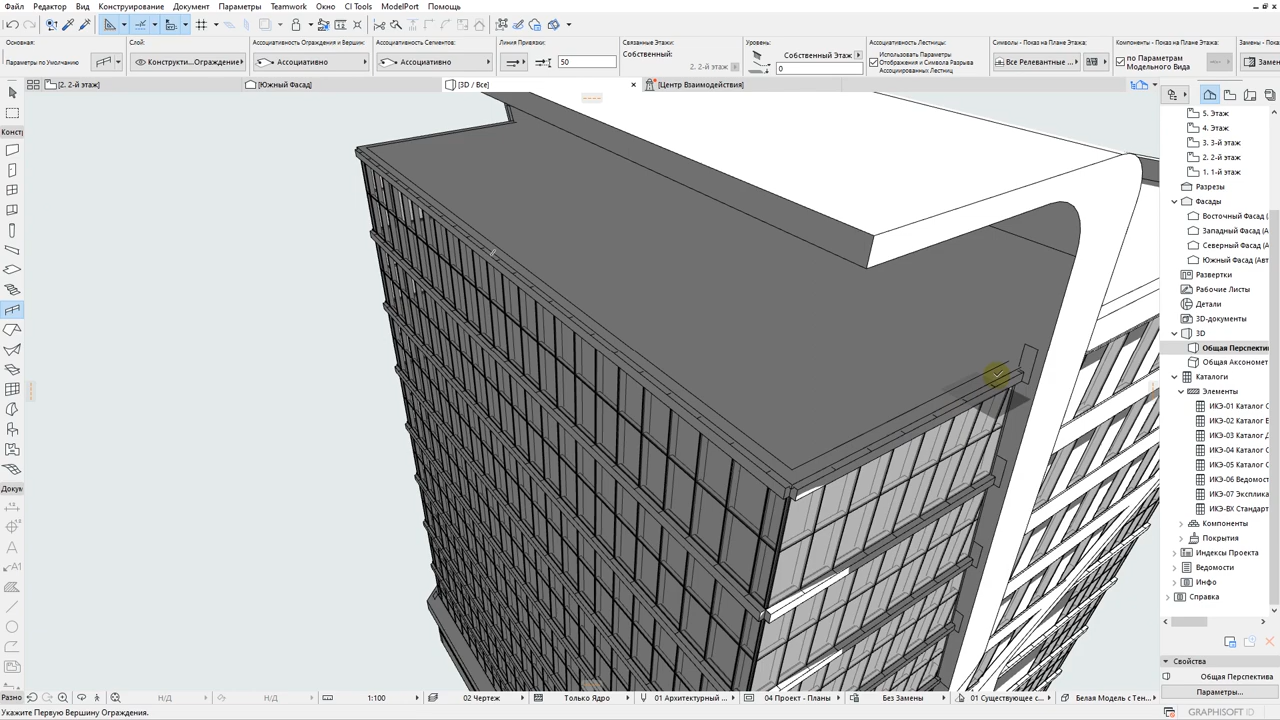 Файл Редактор Вид Конструирование Документ Параметры Teamwork Окно CI Tools ModelPort Помощь
Основная: Слой: Ассоциативность Ограждения и Вершин: Ассоциативность Сегментов: Линия Привязки: Связанные Этажи: Уровень: Ассоциативность Лестницы: Символы - Показ на Плане Этажа: Компоненты - Показ на Плане Этажа: Замены - П
Параметры по Умолчанию Конструкти...Ограждение Ассоциативно Ассоциативно 50 Собственный: 2. 2-й этаж Собственный Этаж 0 Использовать Параметры Отображения и Символа Разрыва Ассоциированных Лестниц Все Релевантные ... по Параметрам Модельного Вида Замен
[2. 2-й этаж] [Южный Фасад] [3D / Все] [Центр Взаимодействия]
Конст
Докум
Разно
5. Этаж
4. Этаж
3. 3-й этаж
2. 2-й этаж
1. 1-й этаж
Разрезы
Фасады
Восточный Фасад (
Западный Фасад (А
Северный Фасад (А
Южный Фасад (Авт
Развертки
Рабочие Листы
Детали
3D-документы
3D
Общая Перспектив
Общая Аксономет
Каталоги
Элементы
ИКЭ-01 Каталог С
ИКЭ-02 Каталог Е
ИКЭ-03 Каталог Д
ИКЭ-04 Каталог С
ИКЭ-05 Каталог С
ИКЭ-06 Ведомост
ИКЭ-07 Эксплика
ИКЭ-ВХ Стандарт
Компоненты
Покрытия
Индексы Проекта
Ведомости
Инфо
Справка
Свойства
Общая Перспектива
Параметры...
Н/Д Н/Д 1:100 02 Чертеж Только Ядро 01 Архитектурный ... 04 Проект - Планы Без Замены 01 Существующее с... Белая Модель с Тен...
Укажите Первую Вершину Ограждения.
GRAPHISOFT ID